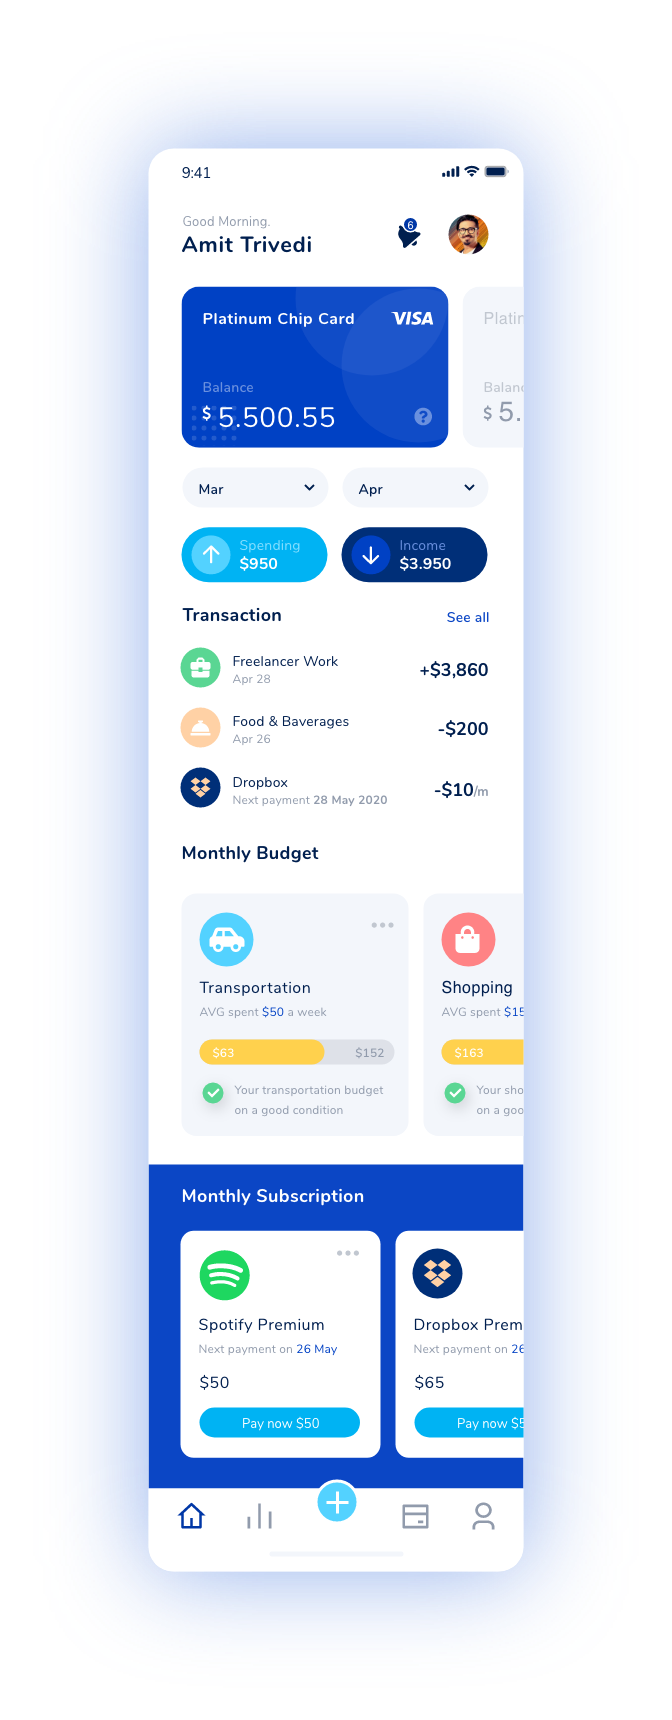 9:41
Good Morning.
Amit Trivedi
6
Platinum Chip Card VISA
Balance
$ 5.500.55
?
Platin
Balanc
$ 5.
Mar
Apr
Spending
$950
Income
$3.950
Transaction See all
Freelancer Work
Apr 28
+$3,860
Food & Baverages
Apr 26
-$200
Dropbox
Next payment 28 May 2020
-$10/m
Monthly Budget
Transportation
AVG spent $50 a week
$63 $152
Your transportation budget
on a good condition
Shopping
AVG spent $15
$163
Your sho
on a goo
Monthly Subscription
Spotify Premium
Next payment on 26 May
$50
Pay now $50
Dropbox Prem
Next payment on 26
$65
Pay now $5